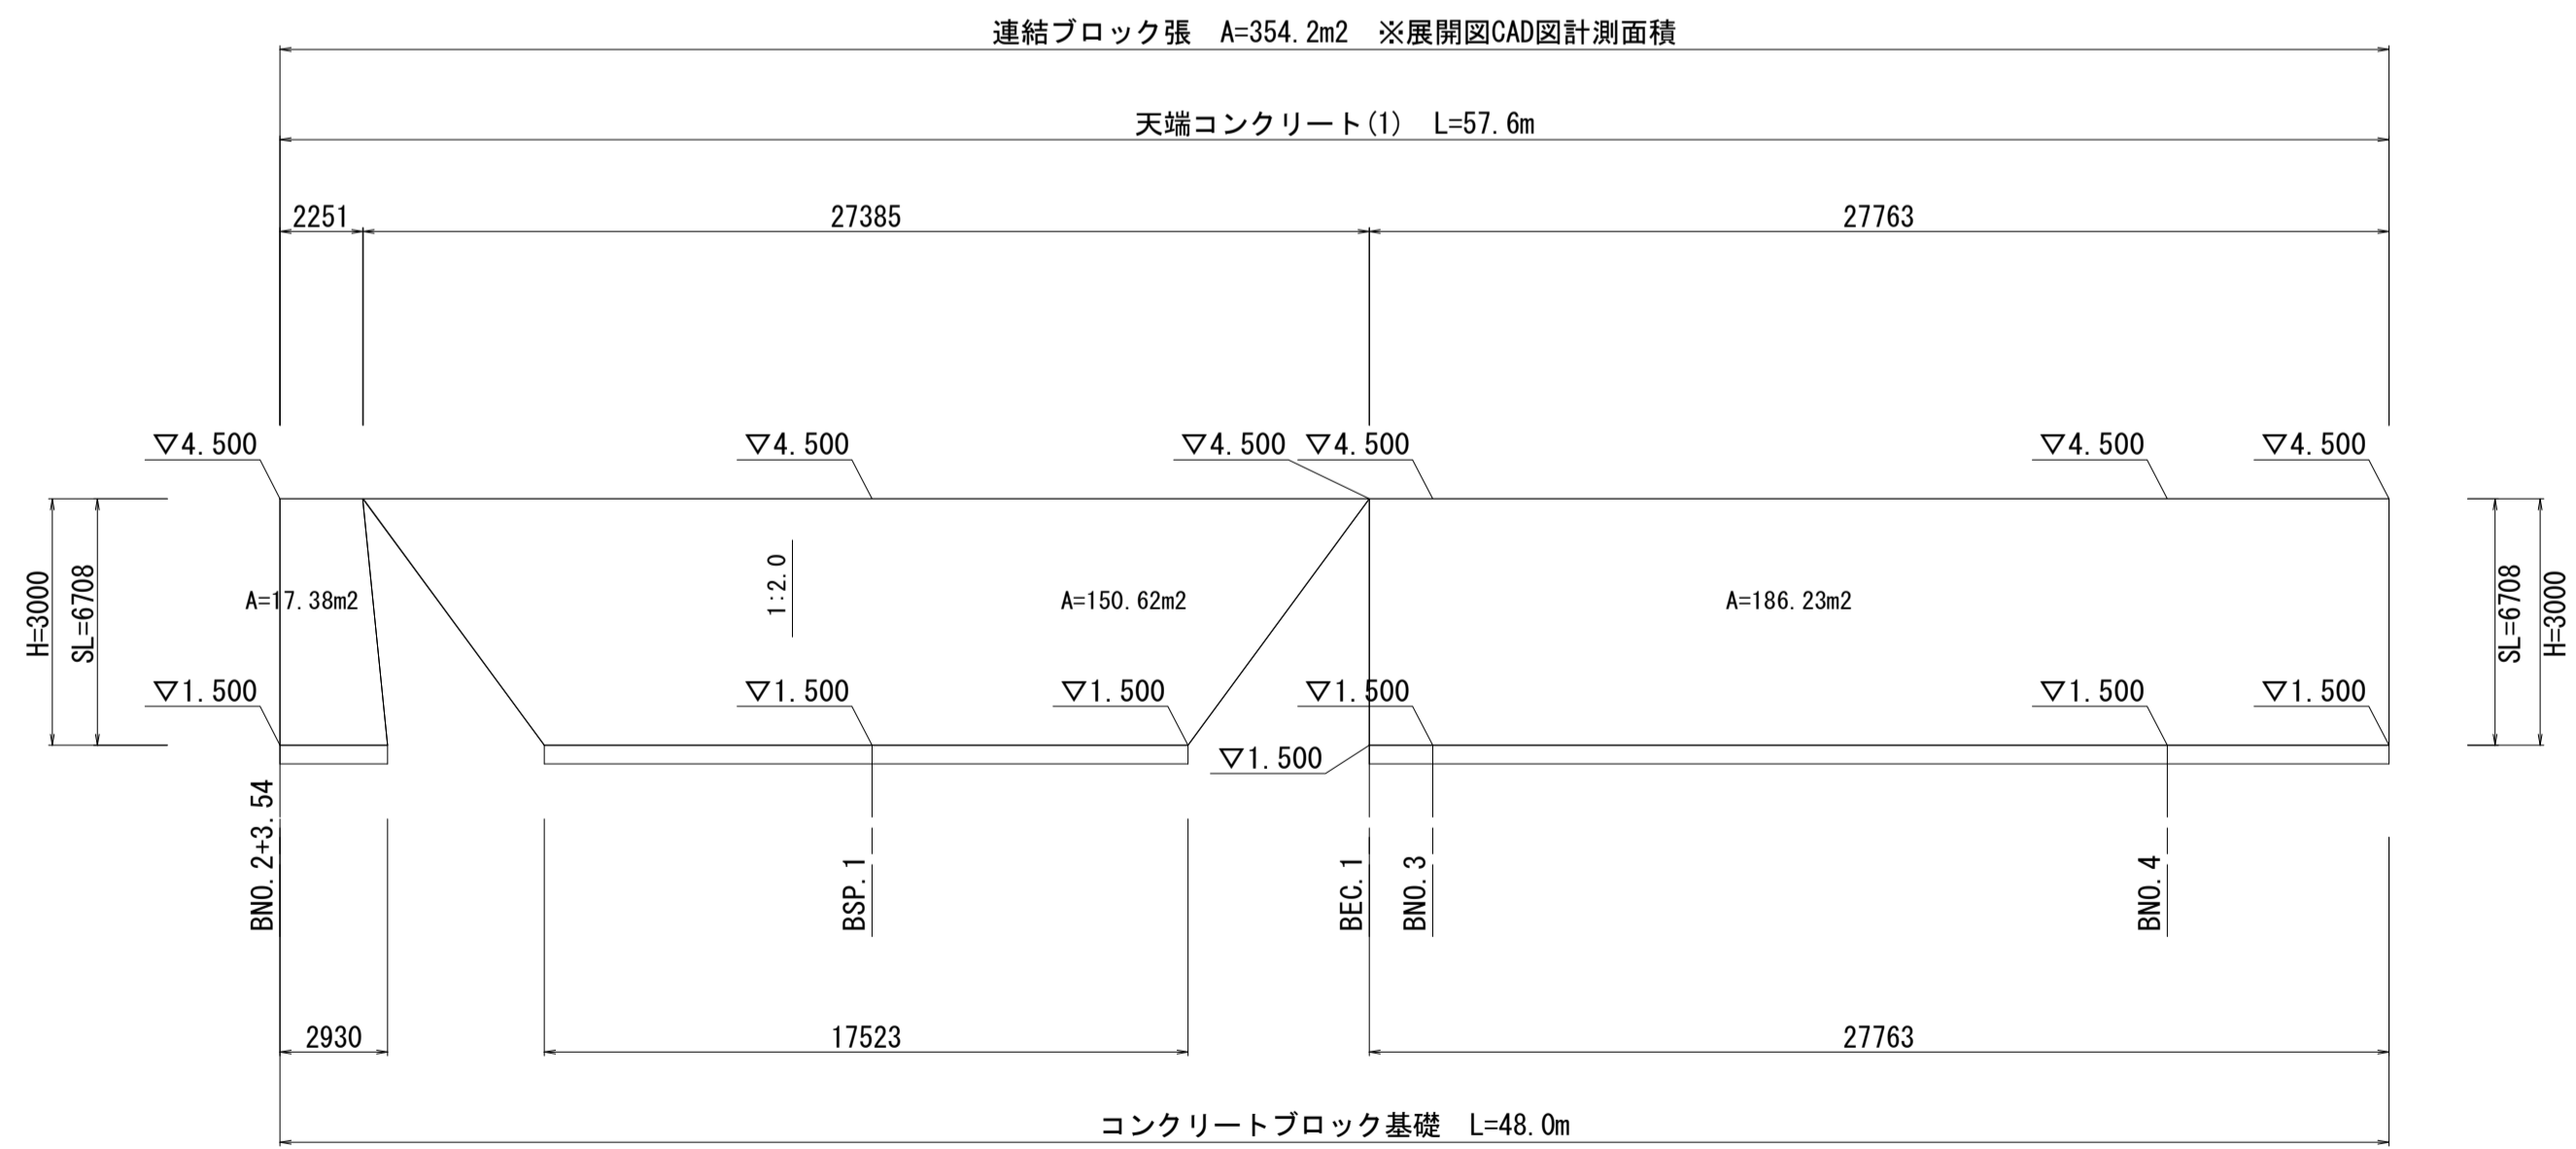 連結ブロック張　A=354.2m2　※展開図CAD図計測面積
天端コンクリート(1)　L=57.6m
2251
27385
27763
▽4.500
▽4.500
▽4.500
▽4.500
▽4.500
▽4.500
H=3000
SL=6708
A=17.38m2
1:2.0
A=150.62m2
A=186.23m2
SL=6708
H=3000
▽1.500
▽1.500
▽1.500
▽1.500
▽1.500
▽1.500
▽1.500
BNO.2+3.54
BSP.1
BEC.1
BNO.3
BNO.4
2930
17523
27763
コンクリートブロック基礎　L=48.0m